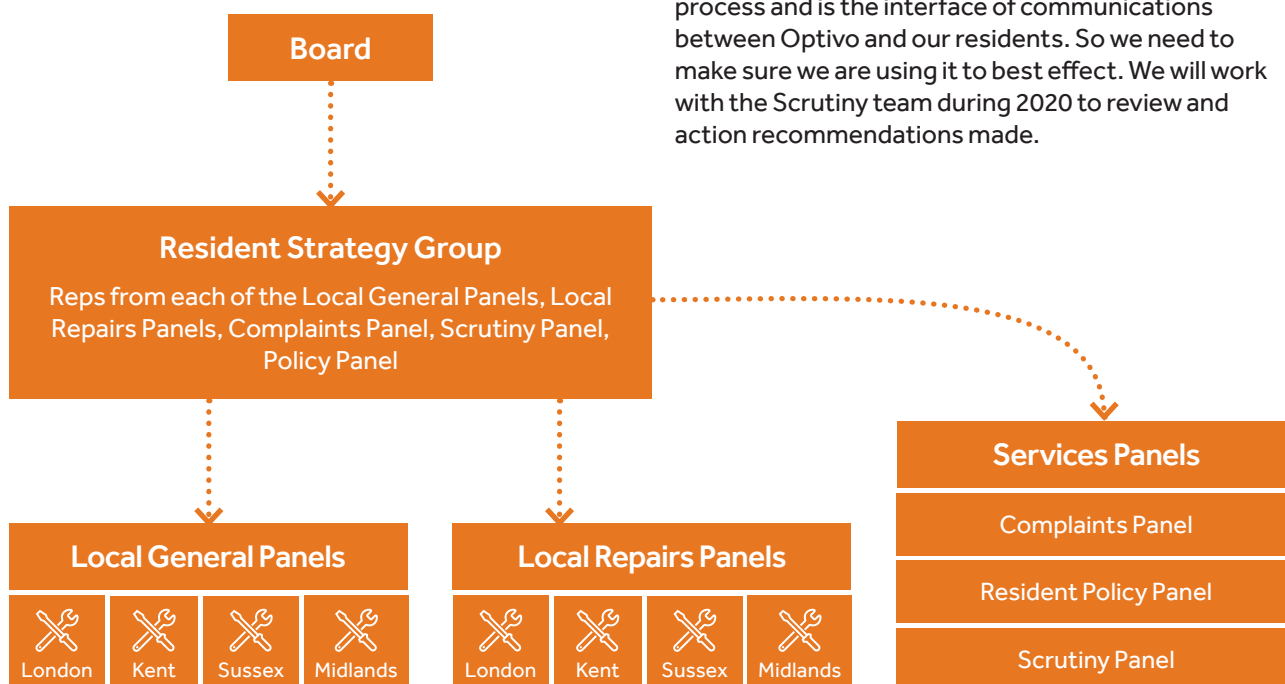 process and is the interface of communications
between Optivo and our residents. So we need to
make sure we are using it to best effect. We will work
with the Scrutiny team during 2020 to review and
action recommendations made.
Board
Resident Strategy Group
Reps from each of the Local General Panels, Local
Repairs Panels, Complaints Panel, Scrutiny Panel,
Policy Panel
Local General Panels
London Kent Sussex Midlands
Local Repairs Panels
London Kent Sussex Midlands
Services Panels
Complaints Panel
Resident Policy Panel
Scrutiny Panel